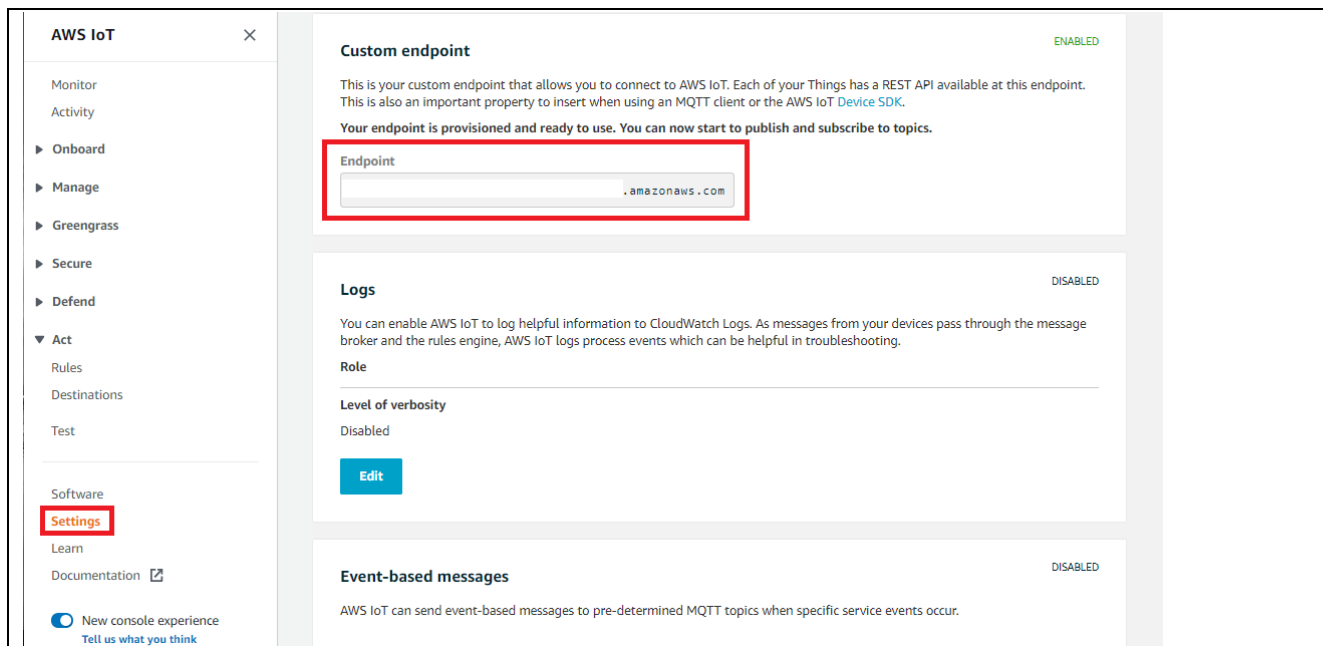 AWS IoT
Monitor
Activity
Onboard
Manage
Greengrass
Secure
Defend
Act
Rules
Destinations
Test
Software
Settings
Learn
Documentation
New console experience
Tell us what you think
Custom endpoint
ENABLED
This is your custom endpoint that allows you to connect to AWS IoT. Each of your Things has a REST API available at this endpoint.
This is also an important property to insert when using an MQTT client or the AWS IoT Device SDK.
Your endpoint is provisioned and ready to use. You can now start to publish and subscribe to topics.
Endpoint
.amazonaws.com
Logs
DISABLED
You can enable AWS IoT to log helpful information to CloudWatch Logs. As messages from your devices pass through the message
broker and the rules engine, AWS IoT logs process events which can be helpful in troubleshooting.
Role
Level of verbosity
Disabled
Edit
Event-based messages
DISABLED
AWS IoT can send event-based messages to pre-determined MQTT topics when specific service events occur.